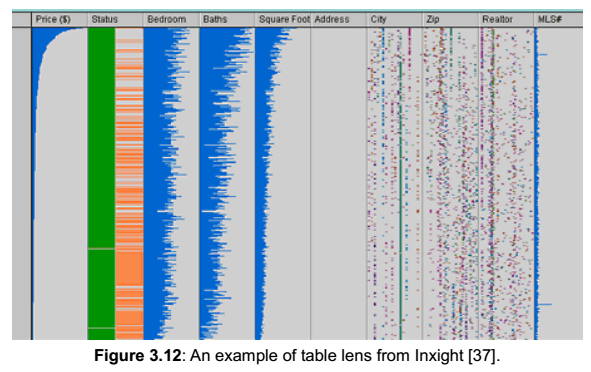 Price ($) Status Bedroom Baths Square Foot Address City Zip Realtor MLS#
Figure 3.12: An example of table lens from Inxight [37].